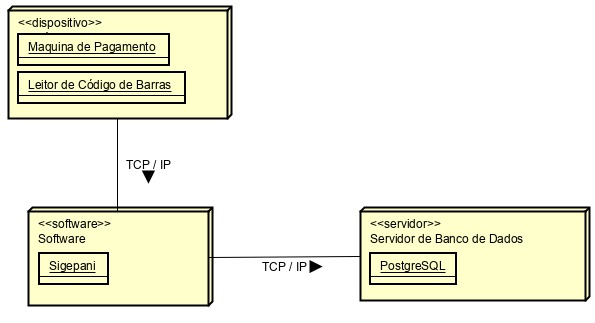 <<dispositivo>>
Maquina de Pagamento
Leitor de Código de Barras
TCP / IP
<<software>>
Software
Sigepani
TCP / IP
<<servidor>>
Servidor de Banco de Dados
PostgreSQL